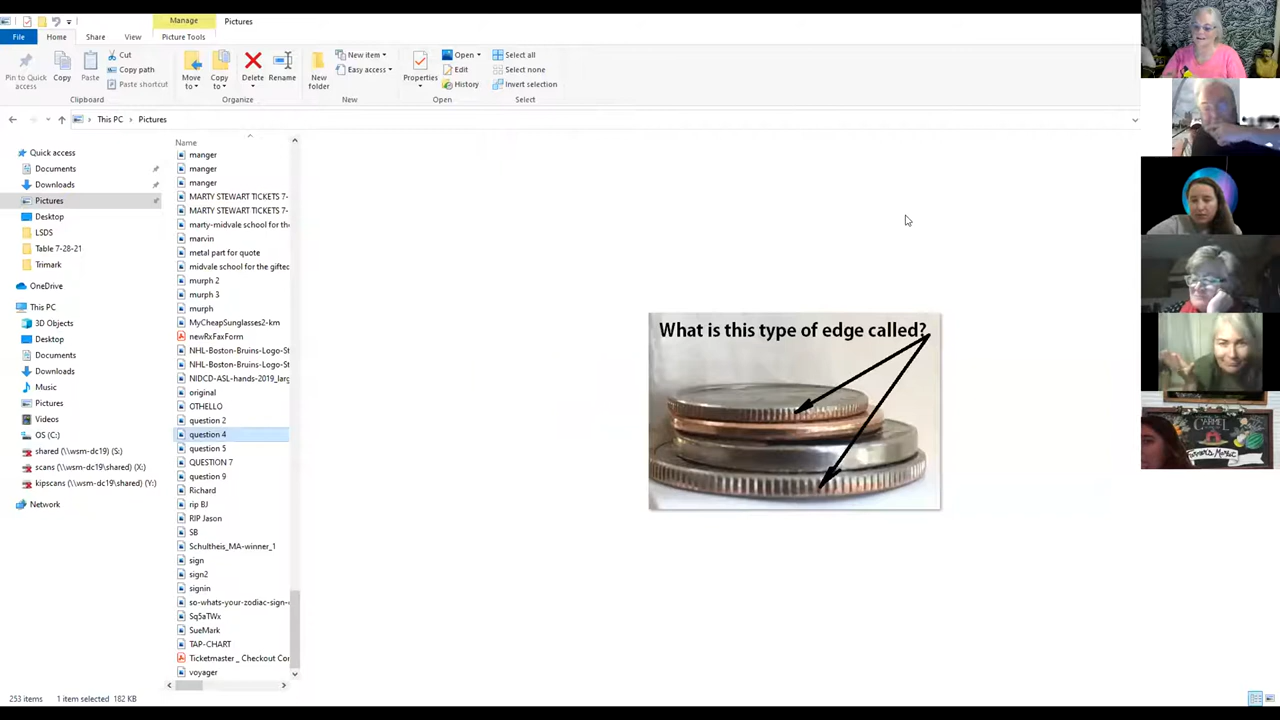 Manage
Pictures
File
Home
Share
View
Picture Tools
Pin to Quick access
Copy
Paste
Cut
Copy path
Paste shortcut
Clipboard
Move to
Copy to
Delete
Rename
Organize
New folder
New item
Easy access
New
Properties
Open
Edit
History
Open
Select all
Select none
Invert selection
Select
This PC
Pictures
Quick access
Documents
Downloads
Pictures
Desktop
LSDS
Table 7-28-21
Trimark
OneDrive
This PC
3D Objects
Desktop
Documents
Downloads
Music
Pictures
Videos
OS (C:)
shared (\\wsm-dc19) (S:)
scans (\\wsm-dc19\shared) (X:)
kipscans (\\wsm-dc19\shared) (Y:)
Network
Name
manger
manger
manger
MARTY STEWART TICKETS 7-
MARTY STEWART TICKETS 7-
marty-midvale school for the
marvin
metal part for quote
midvale school for the gifted
murph 2
murph 3
murph
MyCheapSunglasses2-km
newRxFaxForm
NHL-Boston-Bruins-Logo-St
NHL-Boston-Bruins-Logo-St
NIDCD-ASL-hands-2019_larg
original
OTHELLO
question 2
question 4
question 5
QUESTION 7
question 9
Richard
rip BJ
RIP Jason
SB
Schultheis_MA-winner_1
sign
sign2
signin
so-whats-your-zodiac-sign-
Sq5aTWx
SueMark
TAP-CHART
Ticketmaster _ Checkout Cor
voyager
What is this type of edge called?
CARMEL
Farmer's Market
253 items
1 item selected 182 KB